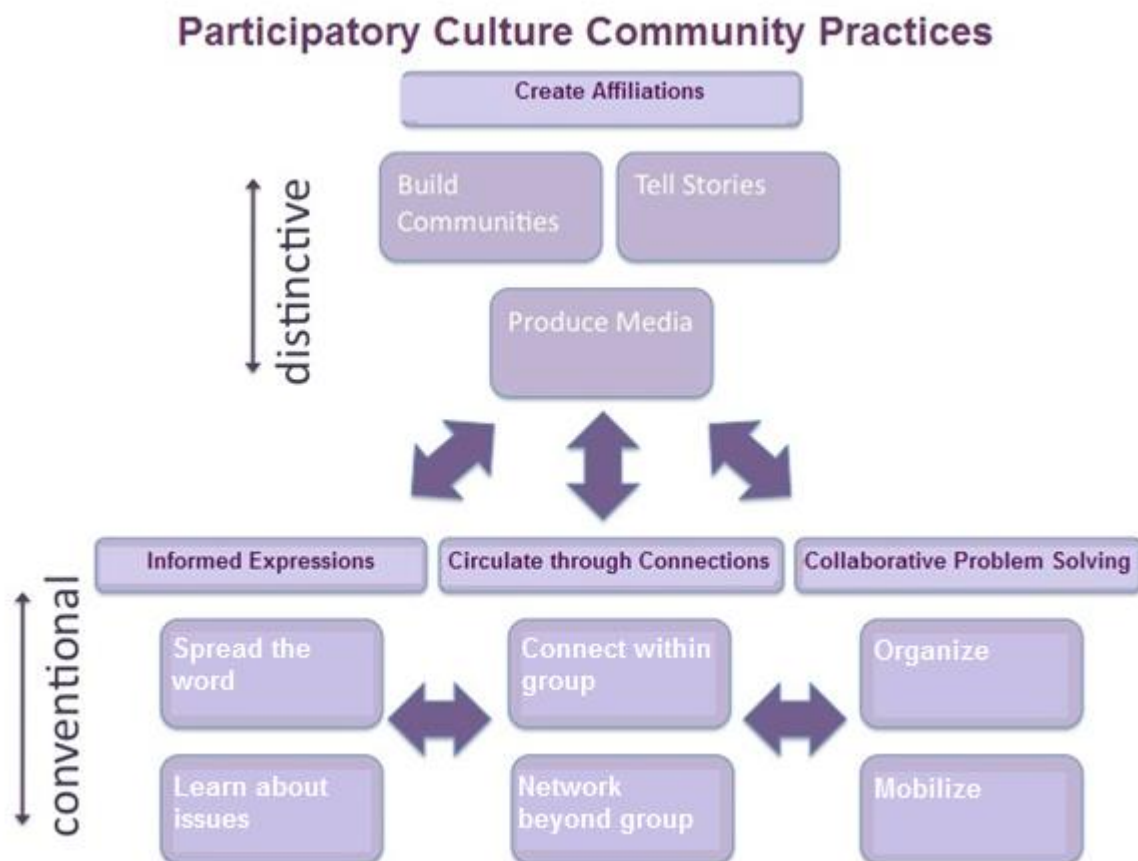 Participatory Culture Community Practices
Create Affiliations
distinctive
Build
Communities
Tell Stories
Produce Media
Informed Expressions
Circulate through Connections
Collaborative Problem Solving
conventional
Spread the
word
Connect within
group
Organize
Learn about
issues
Network
beyond group
Mobilize